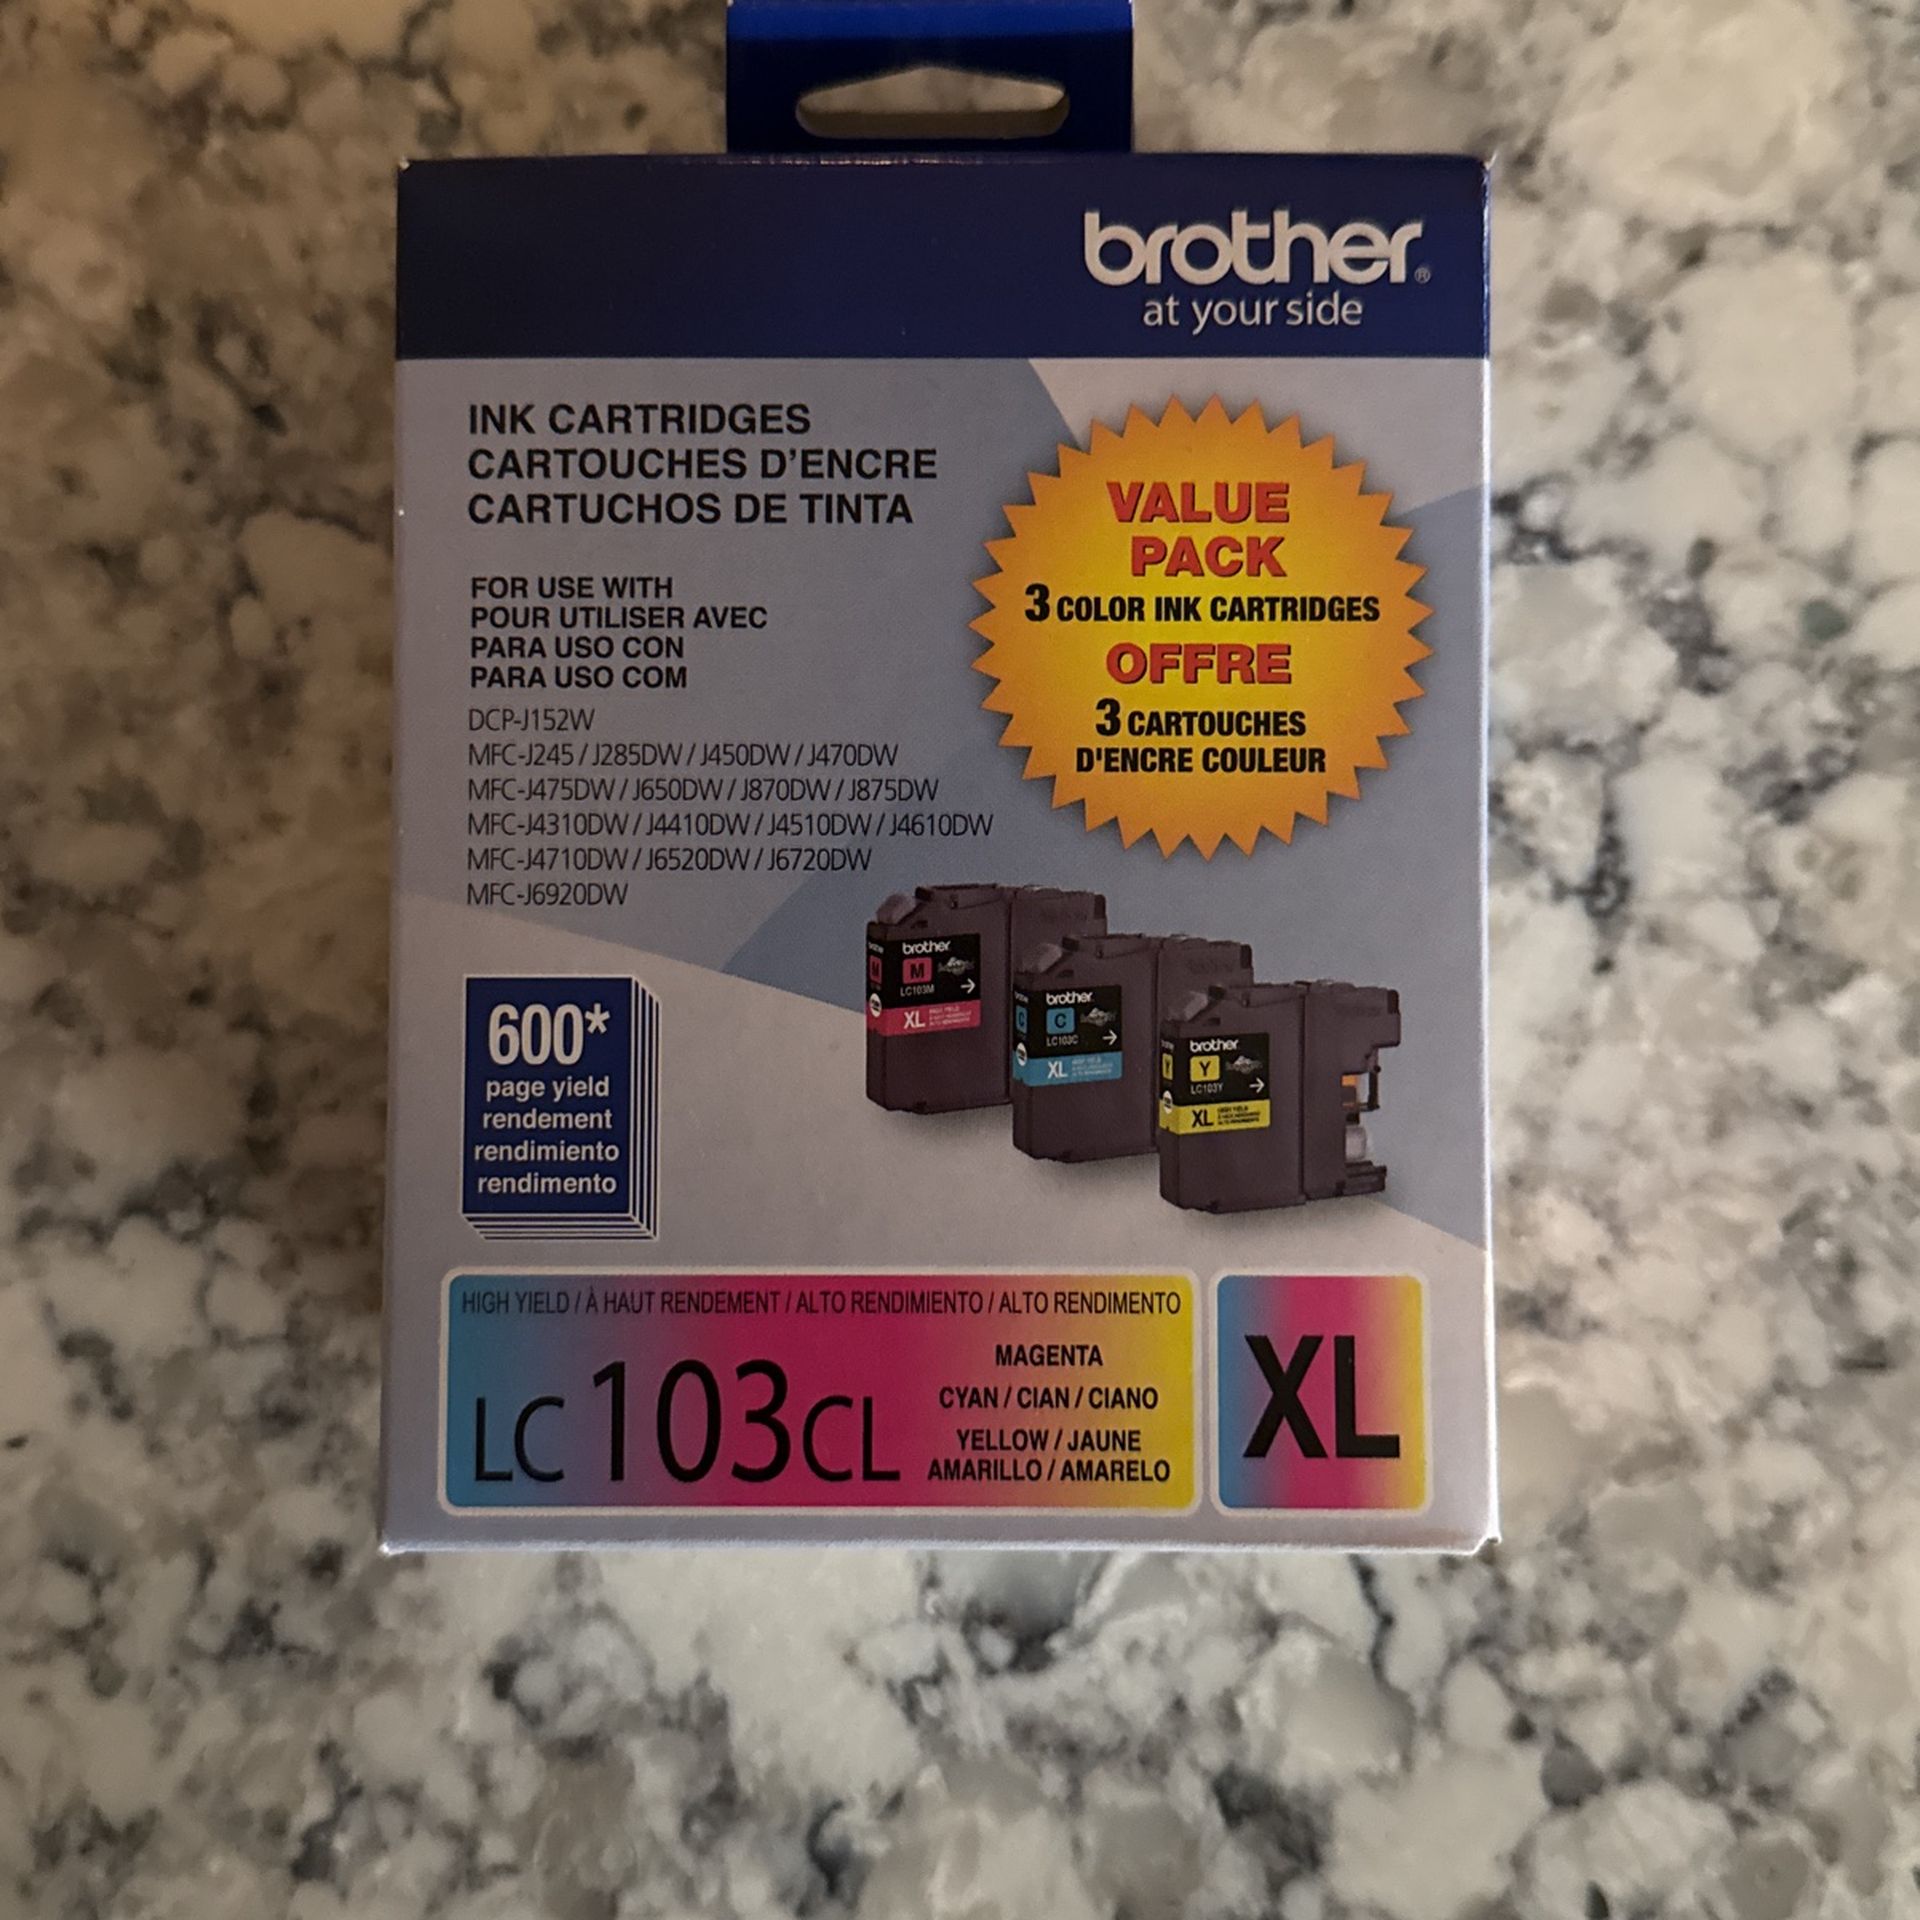 brother®
at your side
INK CARTRIDGES
CARTOUCHES D'ENCRE
CARTUCHOS DE TINTA
FOR USE WITH
POUR UTILISER AVEC
PARA USO CON
PARA USO COM
DCP-J152W
MFC-J245 / J285DW / J450DW / J470DW
MFC-J475DW / J650DW / J870DW / J875DW
MFC-J4310DW / J4410DW / J4510DW / J4610DW
MFC-J4710DW / J6520DW / J6720DW
MFC-J6920DW
VALUE
PACK
3 COLOR INK CARTRIDGES
OFFRE
3 CARTOUCHES
D'ENCRE COULEUR
brother
M
M
LC103M
XL
brother
C
C
LC103C
XL
brother
Y
Y
LC103Y
XL HIGH YIELD
600*
page yield
rendement
rendimiento
rendimento
HIGH YIELD / À HAUT RENDEMENT / ALTO RENDIMIENTO / ALTO RENDIMENTO
LC103CL
MAGENTA
CYAN / CIAN / CIANO
YELLOW / JAUNE
AMARILLO / AMARELO
XL